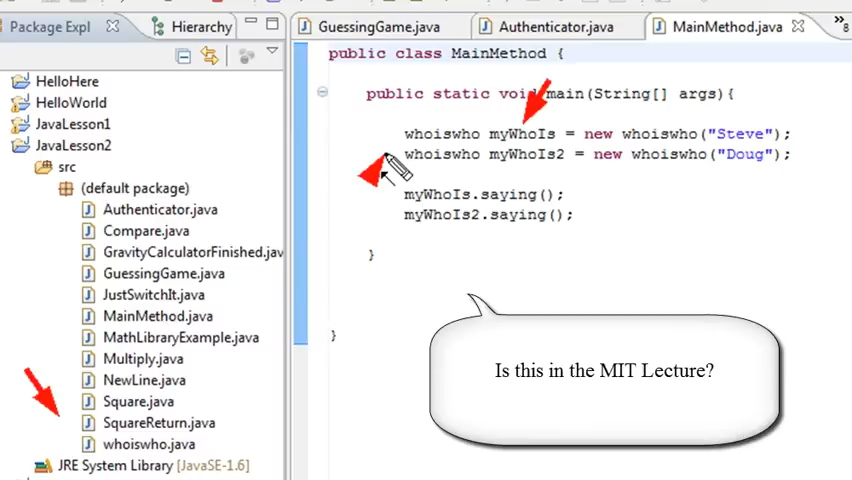 Package Expl
Hierarchy
GuessingGame.java
Authenticator.java
MainMethod.java
»8
HelloHere
HelloWorld
JavaLesson1
JavaLesson2
src
(default package)
Authenticator.java
Compare.java
GravityCalculatorFinished.jav
GuessingGame.java
JustSwitchIt.java
MainMethod.java
MathLibraryExample.java
Multiply.java
NewLine.java
Square.java
SquareReturn.java
whoiswho.java
JRE System Library [JavaSE-1.6]
public class MainMethod {
public static void main(String[] args){
whoiswho myWhoIs = new whoiswho("Steve");
whoiswho myWhoIs2 = new whoiswho("Doug");
myWhoIs.saying();
myWhoIs2.saying();
}
}
Is this in the MIT Lecture?